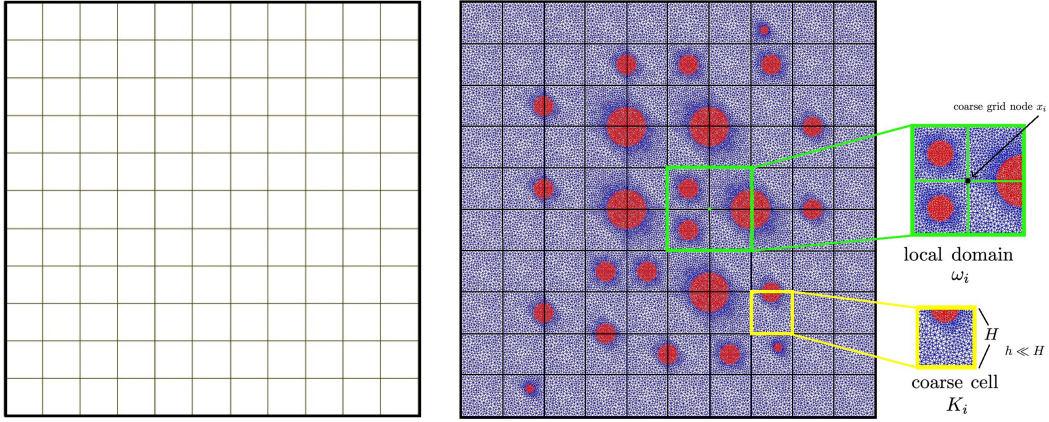 coarse grid node x_i
local domain
ω_i
H
h ≪ H
coarse cell
K_i